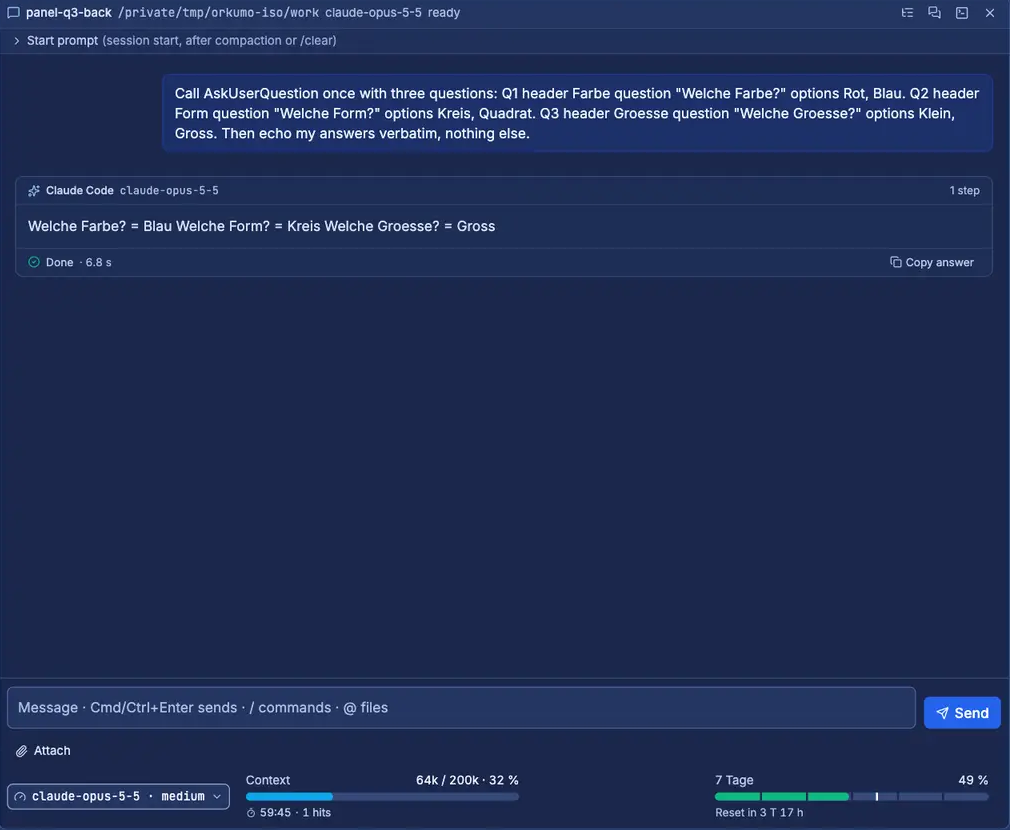 panel-q3-back /private/tmp/orkumo-iso/work claude-opus-5-5 ready
Start prompt (session start, after compaction or /clear)
Call AskUserQuestion once with three questions: Q1 header Farbe question "Welche Farbe?" options Rot, Blau. Q2 header
Form question "Welche Form?" options Kreis, Quadrat. Q3 header Groesse question "Welche Groesse?" options Klein,
Gross. Then echo my answers verbatim, nothing else.
Claude Code claude-opus-5-5 1 step
Welche Farbe? = Blau Welche Form? = Kreis Welche Groesse? = Gross
Done · 6.8 s Copy answer
Message · Cmd/Ctrl+Enter sends · / commands · @ files
Send
Attach
claude-opus-5-5 · medium
Context 64k / 200k · 32 %
59:45 · 1 hits
7 Tage 49 %
Reset in 3 T 17 h